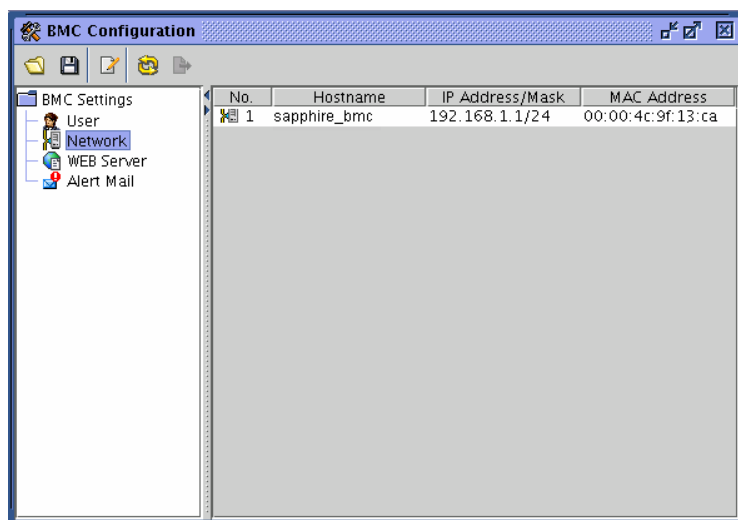 BMC Configuration
BMC Settings
User
Network
WEB Server
Alert Mail
No. Hostname IP Address/Mask MAC Address
1 sapphire_bmc 192.168.1.1/24 00:00:4c:9f:13:ca